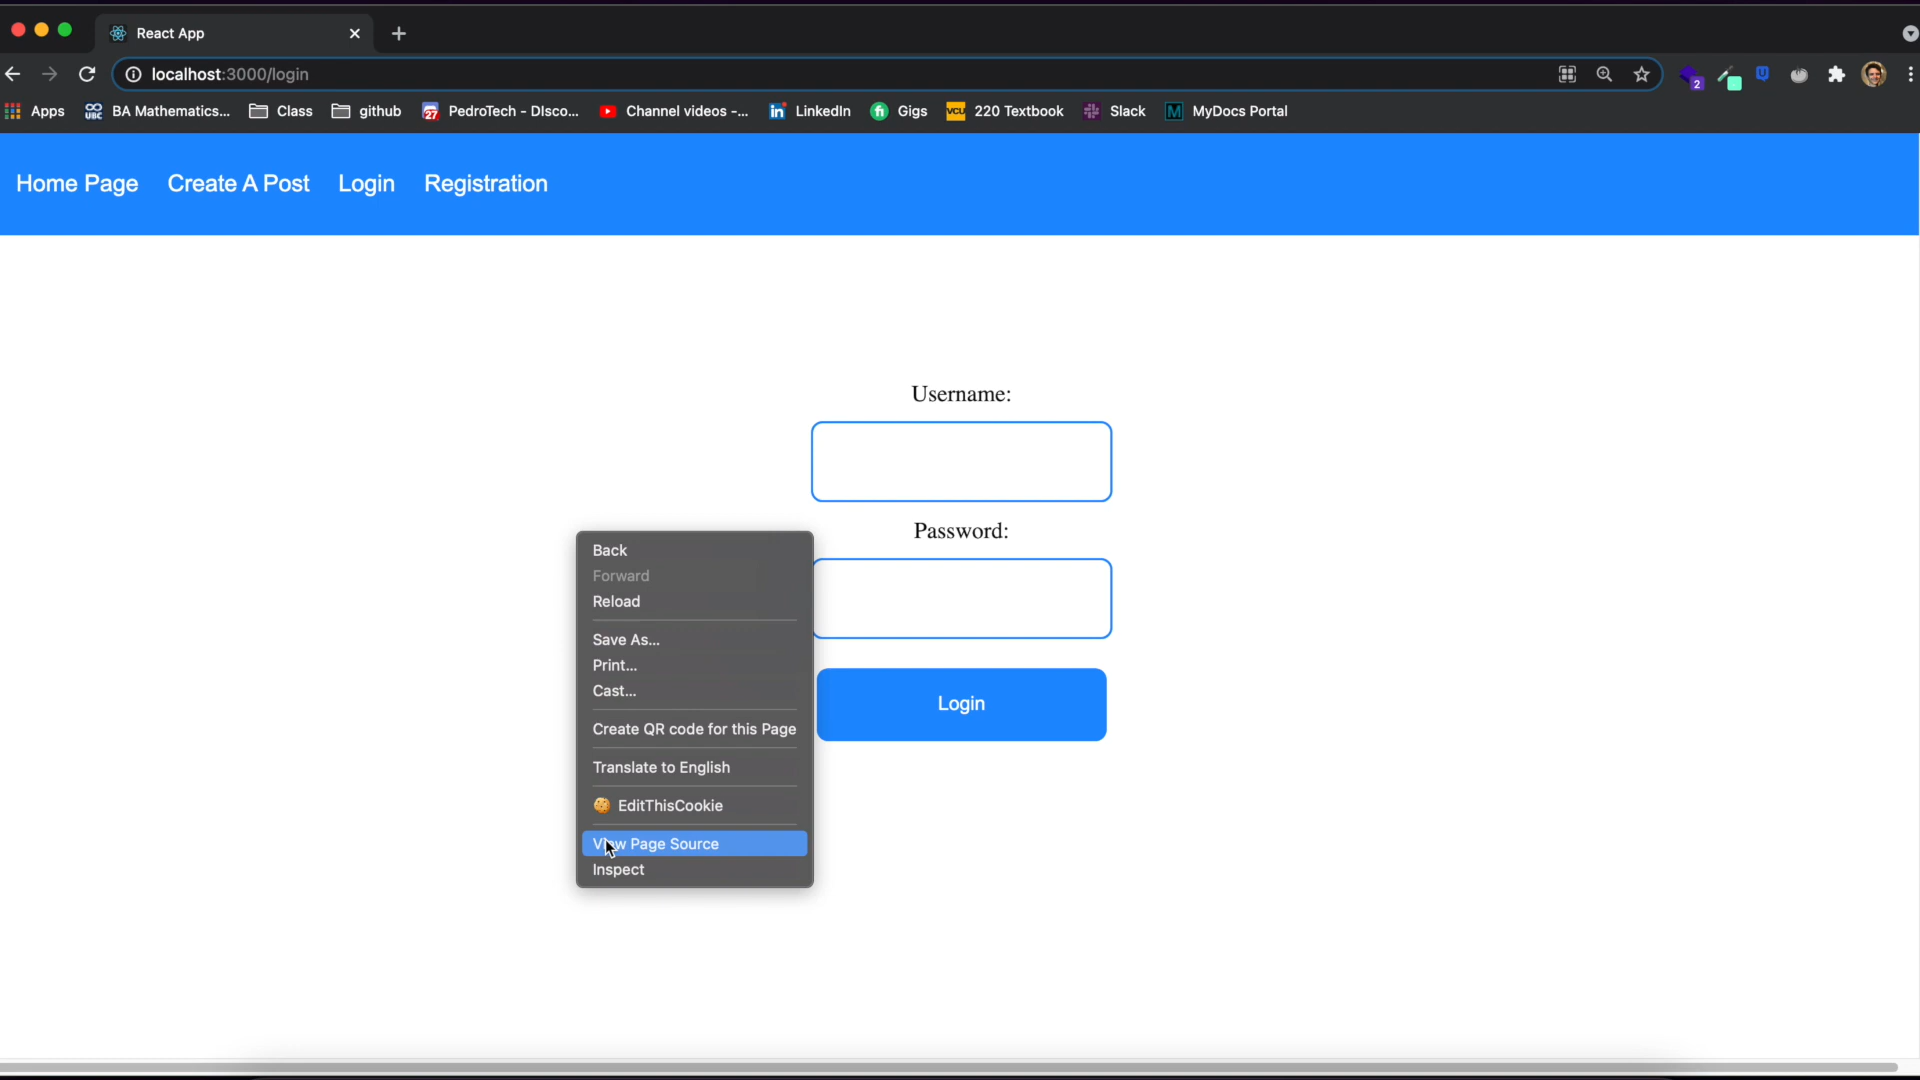 React App
localhost:3000/login
2
Apps BA Mathematics... Class github PedroTech - DIsco... Channel videos -... LinkedIn Gigs 220 Textbook Slack MyDocs Portal
Home Page Create A Post Login Registration
Username:
Password:
Login
Back
Forward
Reload
Save As...
Print...
Cast...
Create QR code for this Page
Translate to English
EditThisCookie
View Page Source
Inspect